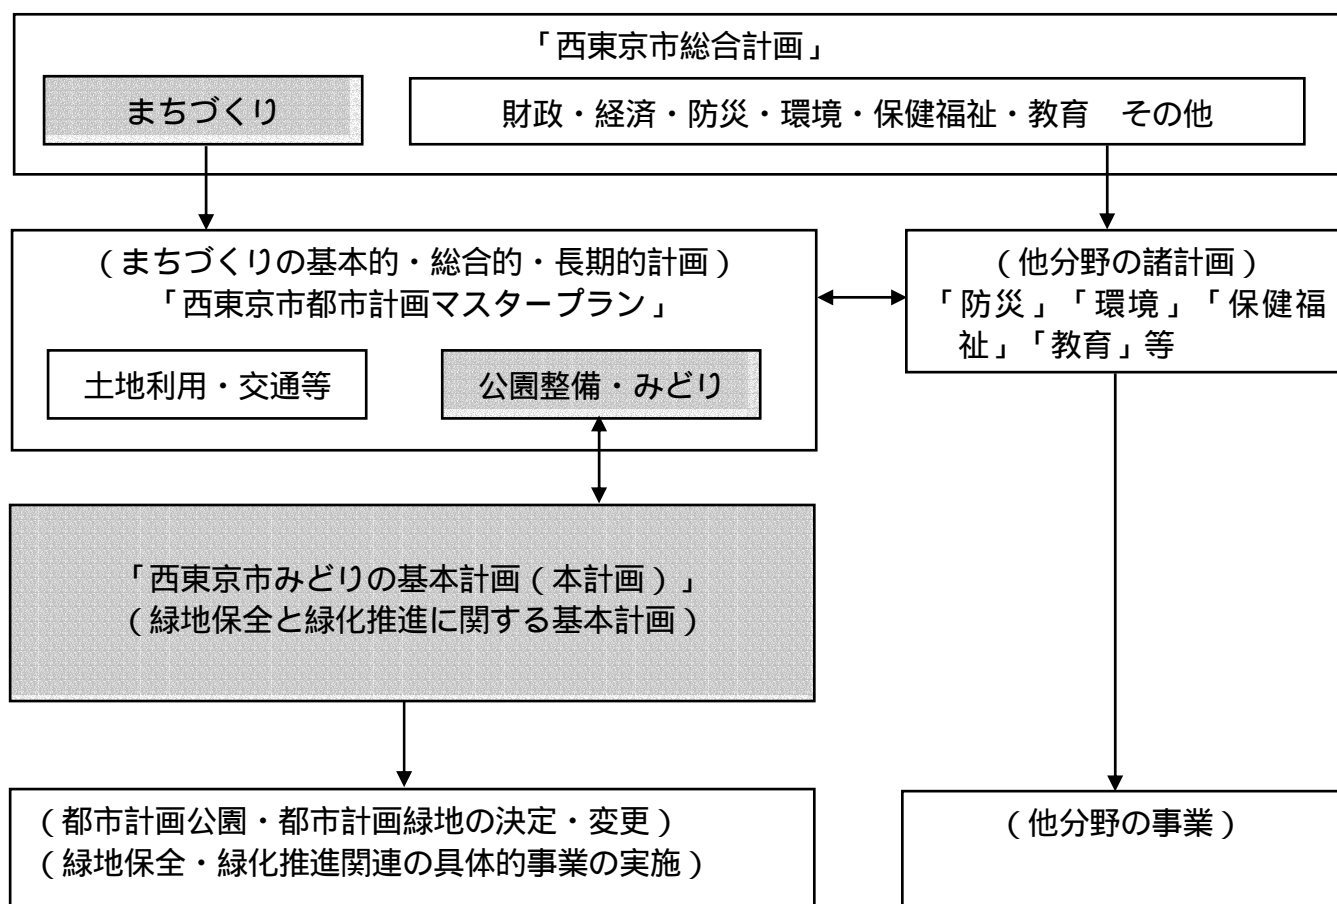 「西東京市総合計画」
まちづくり
財政・経済・防災・環境・保健福祉・教育　その他
(まちづくりの基本的・総合的・長期的計画)
「西東京市都市計画マスタープラン」
土地利用・交通等
公園整備・みどり
(他分野の諸計画)
「防災」「環境」「保健福
祉」「教育」等
「西東京市みどりの基本計画(本計画)」
(緑地保全と緑化推進に関する基本計画)
(都市計画公園・都市計画緑地の決定・変更)
(緑地保全・緑化推進関連の具体的事業の実施)
(他分野の事業)